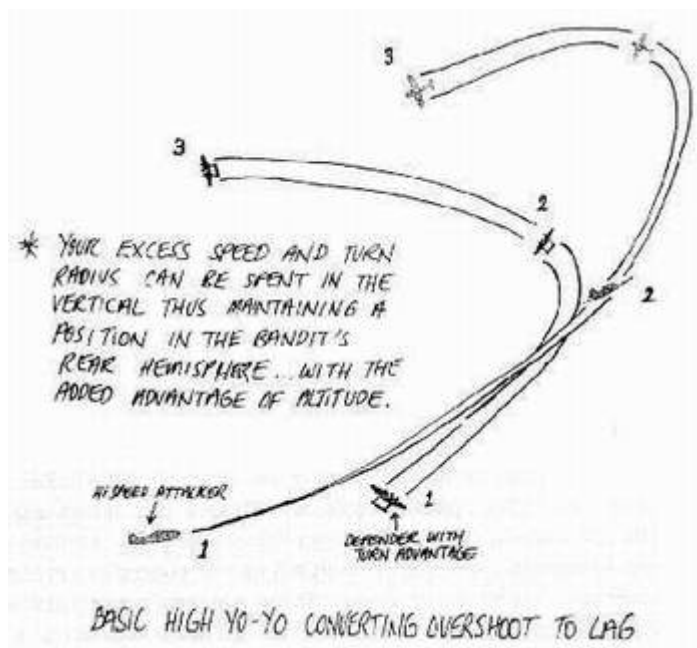 3
3
2
* YOUR EXCESS SPEED AND TURN
RADIUS CAN BE SPENT IN THE
VERTICAL THUS MAINTAINING A
POSITION IN THE BANDIT'S
REAR HEMISPHERE... WITH THE
ADDED ADVANTAGE OF ALTITUDE.
2
HI SPEED ATTACKER
1
1
DEFENDER WITH
TURN ADVANTAGE
BASIC HIGH YO-YO CONVERTING OVERSHOOT TO LAG